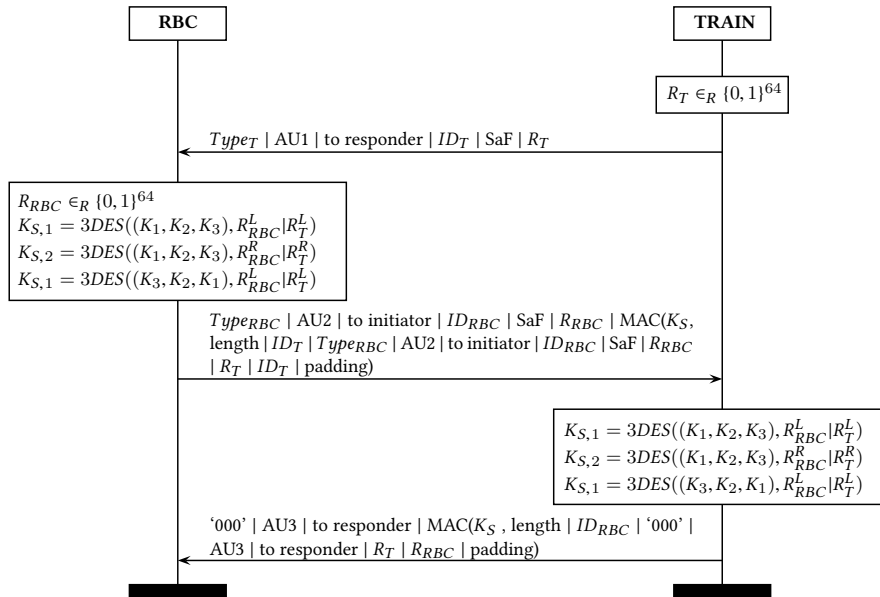 RBC
TRAIN
R_T ∈_R {0, 1}^64
Type_T | AU1 | to responder | ID_T | SaF | R_T
R_RBC ∈_R {0, 1}^64
K_S,1 = 3DES((K_1, K_2, K_3), R^L_RBC|R^L_T)
K_S,2 = 3DES((K_1, K_2, K_3), R^R_RBC|R^R_T)
K_S,1 = 3DES((K_3, K_2, K_1), R^L_RBC|R^L_T)
Type_RBC | AU2 | to initiator | ID_RBC | SaF | R_RBC | MAC(K_S,
length | ID_T | Type_RBC | AU2 | to initiator | ID_RBC | SaF | R_RBC
| R_T | ID_T | padding)
K_S,1 = 3DES((K_1, K_2, K_3), R^L_RBC|R^L_T)
K_S,2 = 3DES((K_1, K_2, K_3), R^R_RBC|R^R_T)
K_S,1 = 3DES((K_3, K_2, K_1), R^L_RBC|R^L_T)
‘000’ | AU3 | to responder | MAC(K_S , length | ID_RBC | ‘000’ |
AU3 | to responder | R_T | R_RBC | padding)